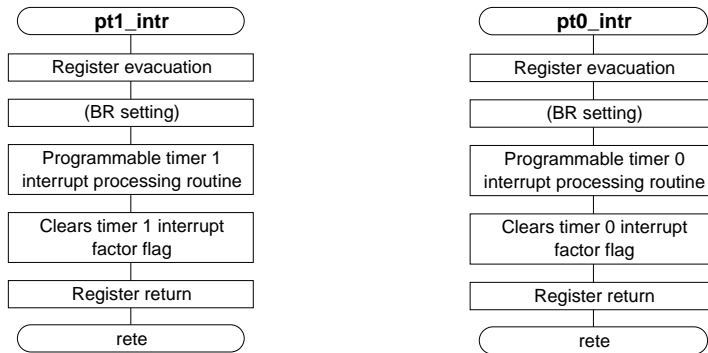 pt1_intr
Register evacuation
(BR setting)
Programmable timer 1
interrupt processing routine
Clears timer 1 interrupt
factor flag
Register return
rete
pt0_intr
Register evacuation
(BR setting)
Programmable timer 0
interrupt processing routine
Clears timer 0 interrupt
factor flag
Register return
rete